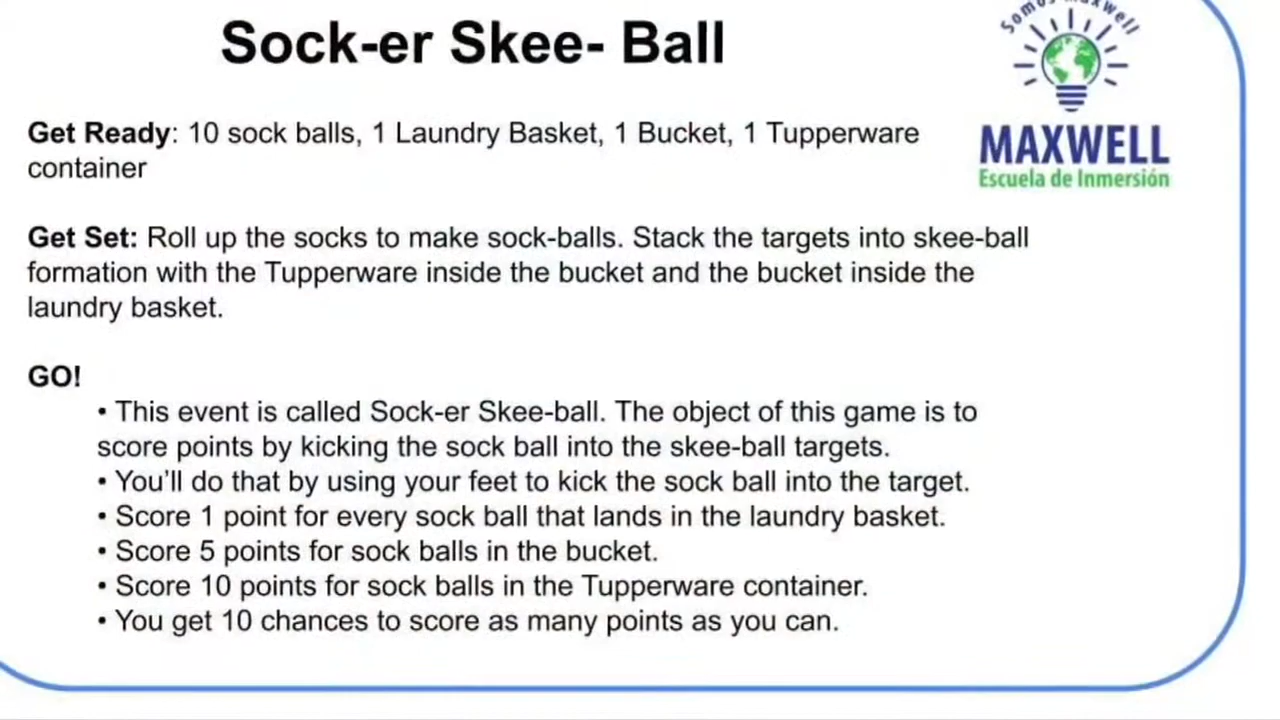 Somos Maxwell
Sock-er Skee- Ball
MAXWELL
Escuela de Inmersión
Get Ready: 10 sock balls, 1 Laundry Basket, 1 Bucket, 1 Tupperware
container
Get Set: Roll up the socks to make sock-balls. Stack the targets into skee-ball
formation with the Tupperware inside the bucket and the bucket inside the
laundry basket.
GO!
• This event is called Sock-er Skee-ball. The object of this game is to
score points by kicking the sock ball into the skee-ball targets.
• You’ll do that by using your feet to kick the sock ball into the target.
• Score 1 point for every sock ball that lands in the laundry basket.
• Score 5 points for sock balls in the bucket.
• Score 10 points for sock balls in the Tupperware container.
• You get 10 chances to score as many points as you can.